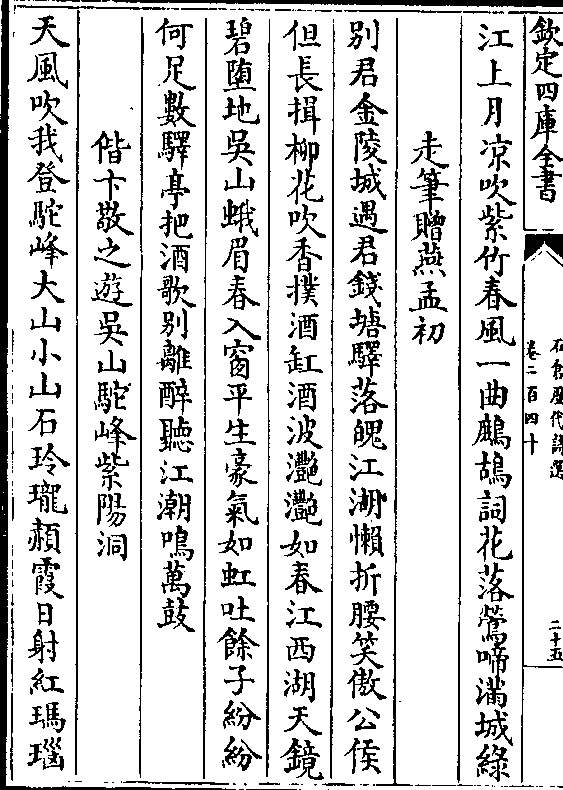 欽定四庫全書
石倉歷代詩選
卷二百四十
二十五
江上月凉吹紫竹春風一曲鷓鴣詞花落鶯啼滿城綠
走筆贈燕孟初
別君金陵城遇君錢塘驛落魄江湖懶折腰笑傲公侯
但長揖柳花吹香撲酒缸酒波灔灔如春江西湖天鏡
碧墮地吳山蛾眉春入窗平生豪氣如虹吐餘子紛紛
何足數驛亭把酒歌别離醉聽江潮鳴萬鼓
偕卞敬之遊吳山駝峰紫陽洞
天風吹我登駝峰大山小山石玲瓏赬霞日射紅瑪瑙